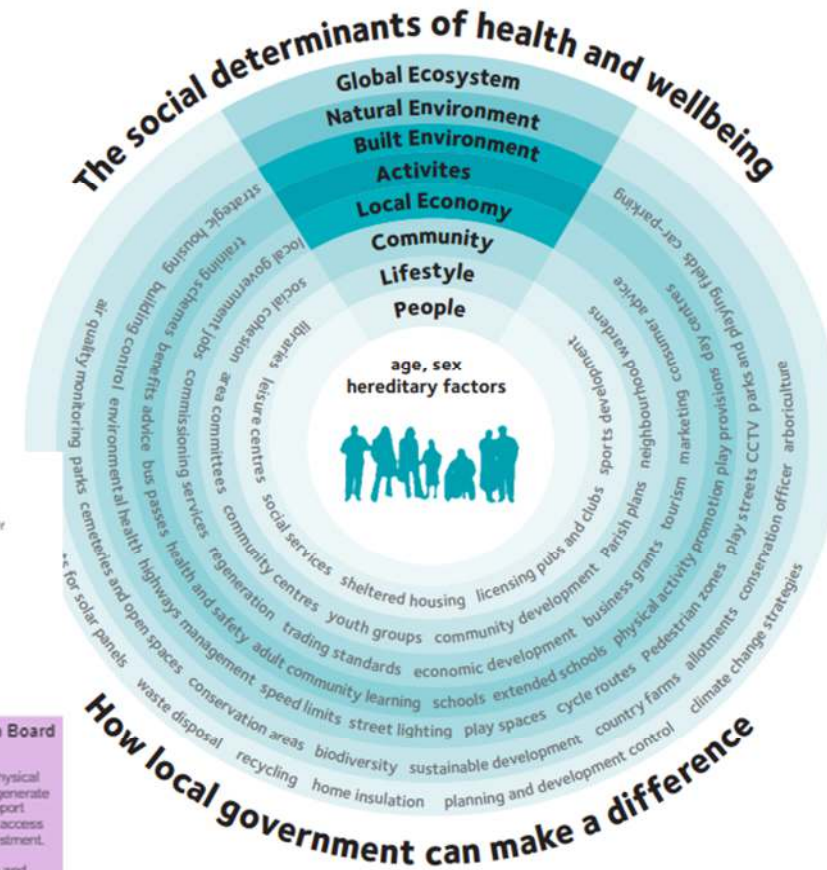 The social determinants of health and wellbeing
Global Ecosystem
Natural Environment
Built Environment
Activites
Local Economy
Community
Lifestyle
People
age, sex
hereditary factors
libraries leisure centres social services sheltered housing licensing pubs and clubs sports development
social cohesion area committees community centres youth groups community development Parish plans neighbourhood wardens
local government jobs commissioning services regeneration trading standards economic development business grants tourism marketing consumer advice
training schemes benefits advice bus passes health and safety adult community learning schools extended schools physical activity promotion play provisions day centres
strategic housing building control environmental health highways management speed limits street lighting play spaces cycle routes Pedestrian zones play streets CCTV parks and playing fields car-parking
air quality monitoring parks cemeteries and open spaces conservation areas biodiversity sustainable development country farms allotments conservation officer arboriculture
for solar panels waste disposal recycling home insulation planning and development control climate change strategies
How local government can make a difference
Board
access
and